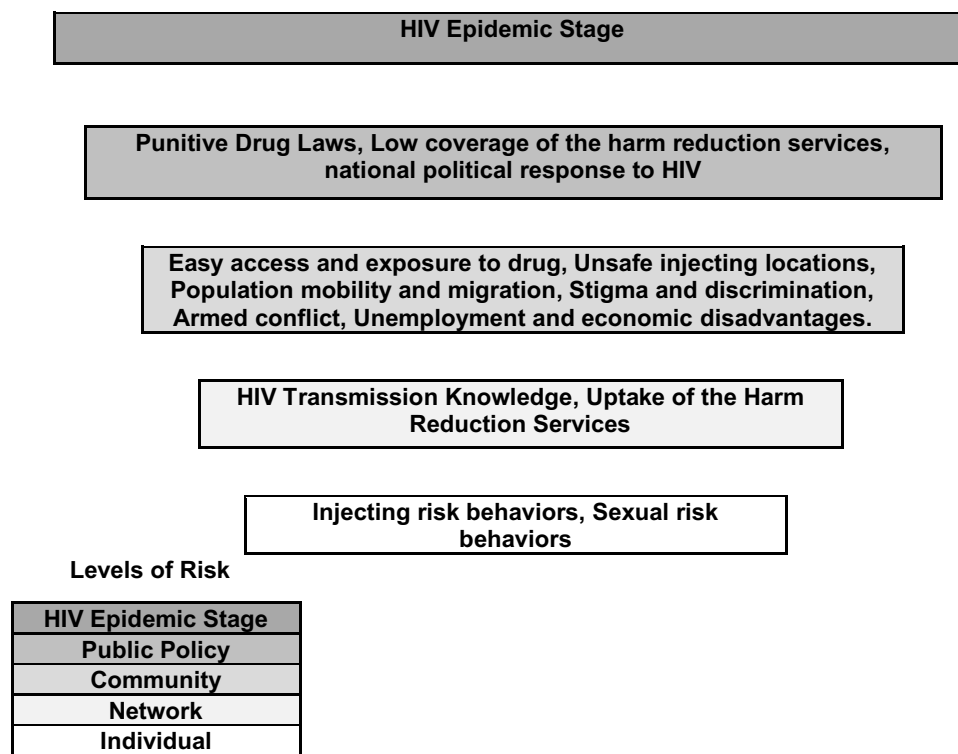 HIV Epidemic Stage
Punitive Drug Laws, Low coverage of the harm reduction services,
national political response to HIV
Easy access and exposure to drug, Unsafe injecting locations,
Population mobility and migration, Stigma and discrimination,
Armed conflict, Unemployment and economic disadvantages.
HIV Transmission Knowledge, Uptake of the Harm
Reduction Services
Injecting risk behaviors, Sexual risk
behaviors
Levels of Risk
HIV Epidemic Stage
Public Policy
Community
Network
Individual